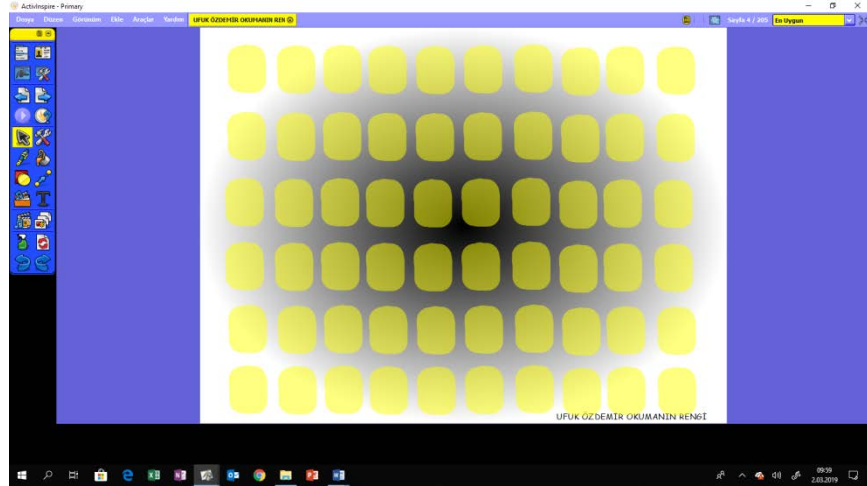 ActivInspire - Primary
Dosya Düzen Görünüm Ekle Araçlar Yardım UFUK ÖZDEMİR OKUMANIN REN Sayfa 4 / 205 En Uygun
UFUK ÖZDEMİR OKUMANIN RENGİ
09:59
2.03.2019